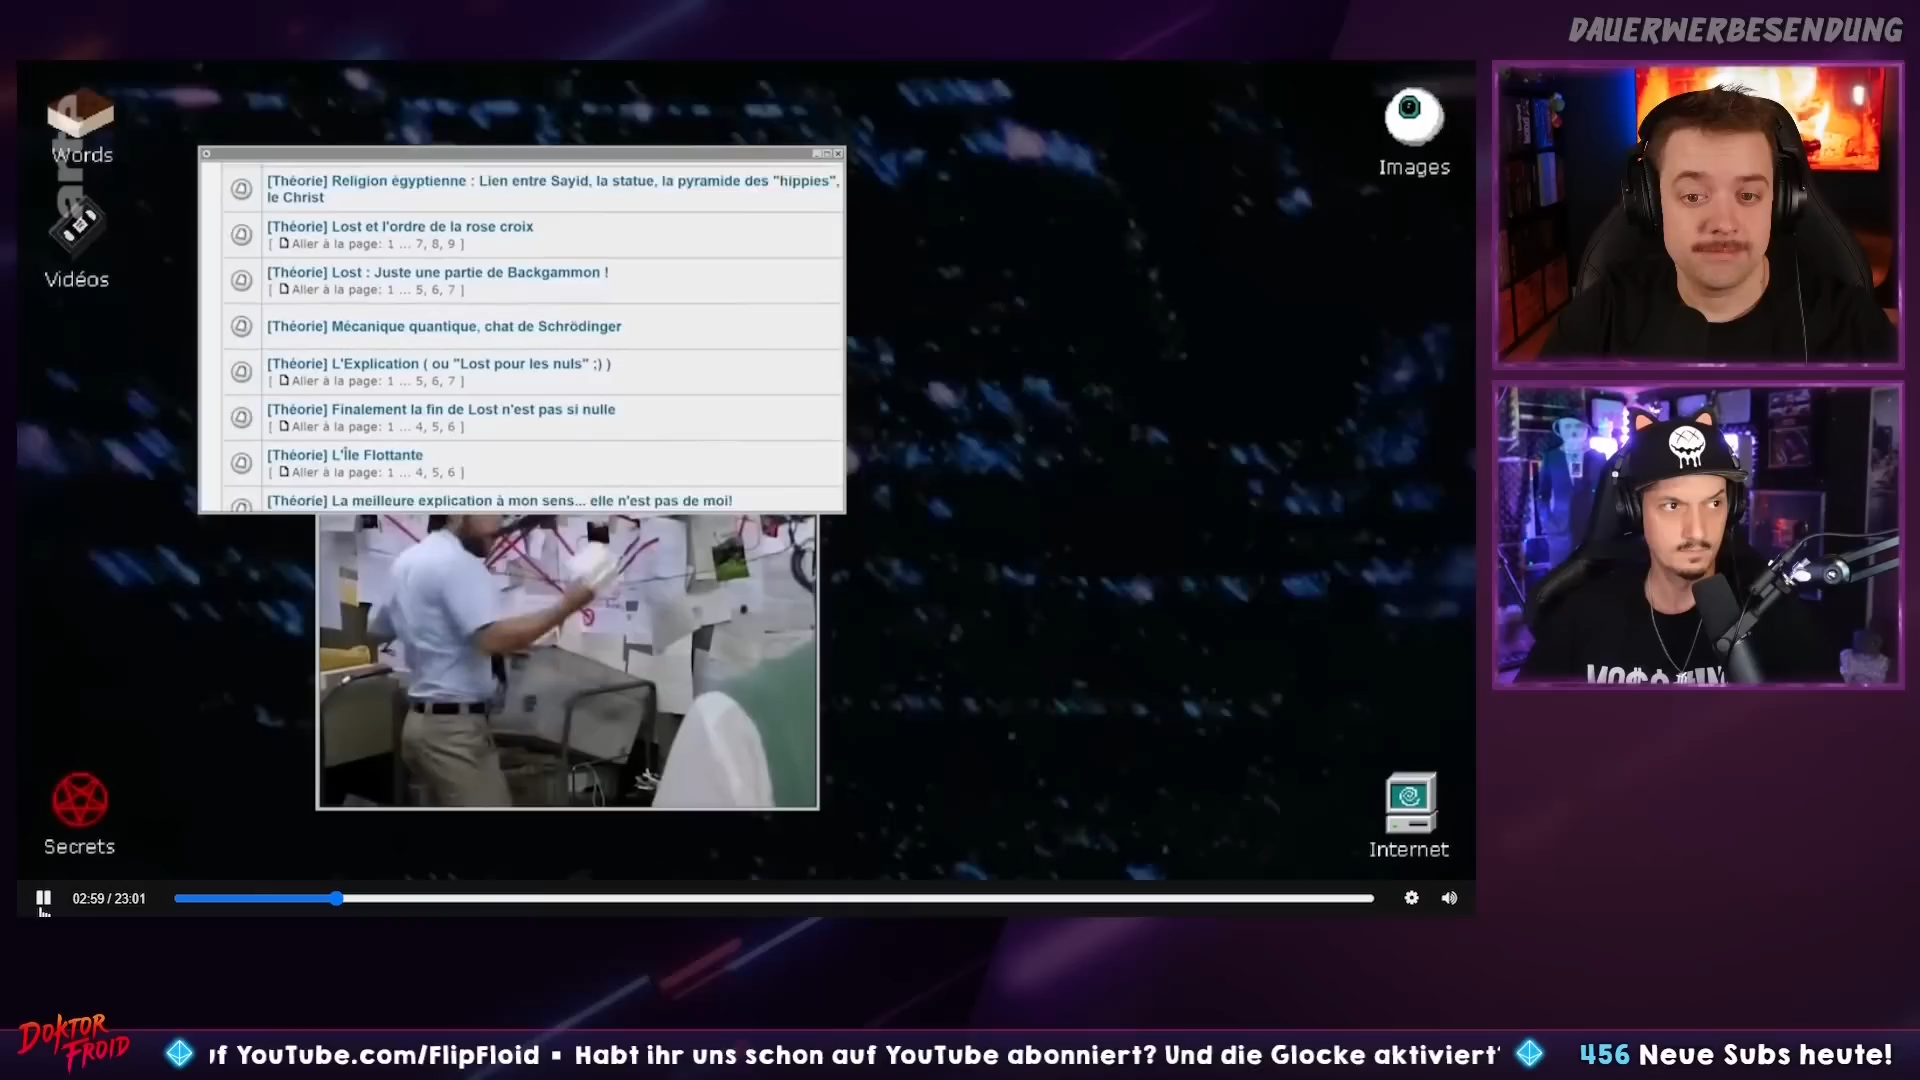 DAUERWERBESENDUNG
arte
Words
Vidéos
Images
[Théorie] Religion égyptienne : Lien entre Sayid, la statue, la pyramide des "hippies",
le Christ
[Théorie] Lost et l'ordre de la rose croix
[ Aller à la page: 1 ... 7, 8, 9 ]
[Théorie] Lost : Juste une partie de Backgammon !
[ Aller à la page: 1 ... 5, 6, 7 ]
[Théorie] Mécanique quantique, chat de Schrödinger
[Théorie] L'Explication ( ou "Lost pour les nuls" ;) )
[ Aller à la page: 1 ... 5, 6, 7 ]
[Théorie] Finalement la fin de Lost n'est pas si nulle
[ Aller à la page: 1 ... 4, 5, 6 ]
[Théorie] L'Île Flottante
[ Aller à la page: 1 ... 4, 5, 6 ]
[Théorie] La meilleure explication à mon sens... elle n'est pas de moi!
Secrets
Internet
02:59 / 23:01
DOKTOR
FROID
uf YouTube.com/FlipFloid ▪ Habt ihr uns schon auf YouTube abonniert? Und die Glocke aktiviert
456 Neue Subs heute!